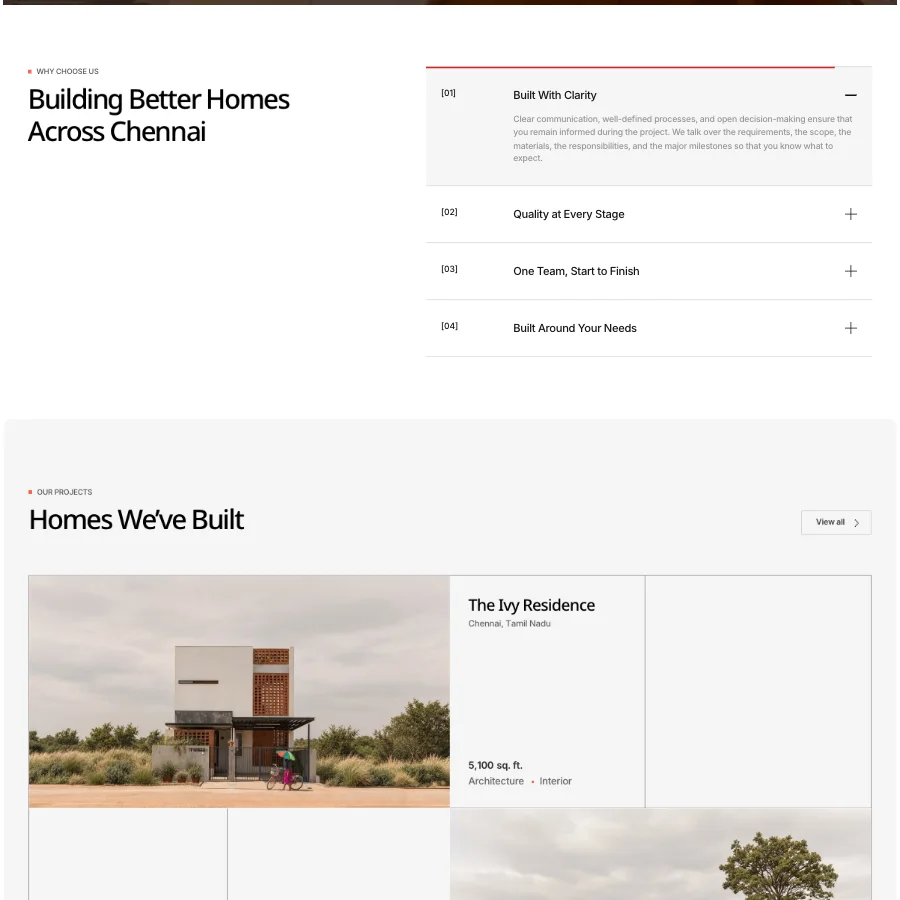 WHY CHOOSE US
Building Better Homes
Across Chennai
[01]
Built With Clarity
Clear communication, well-defined processes, and open decision-making ensure that
you remain informed during the project. We talk over the requirements, the scope, the
materials, the responsibilities, and the major milestones so that you know what to
expect.
[02]
Quality at Every Stage
[03]
One Team, Start to Finish
[04]
Built Around Your Needs
OUR PROJECTS
Homes We’ve Built
View all
The Ivy Residence
Chennai, Tamil Nadu
5,100 sq. ft.
Architecture • Interior